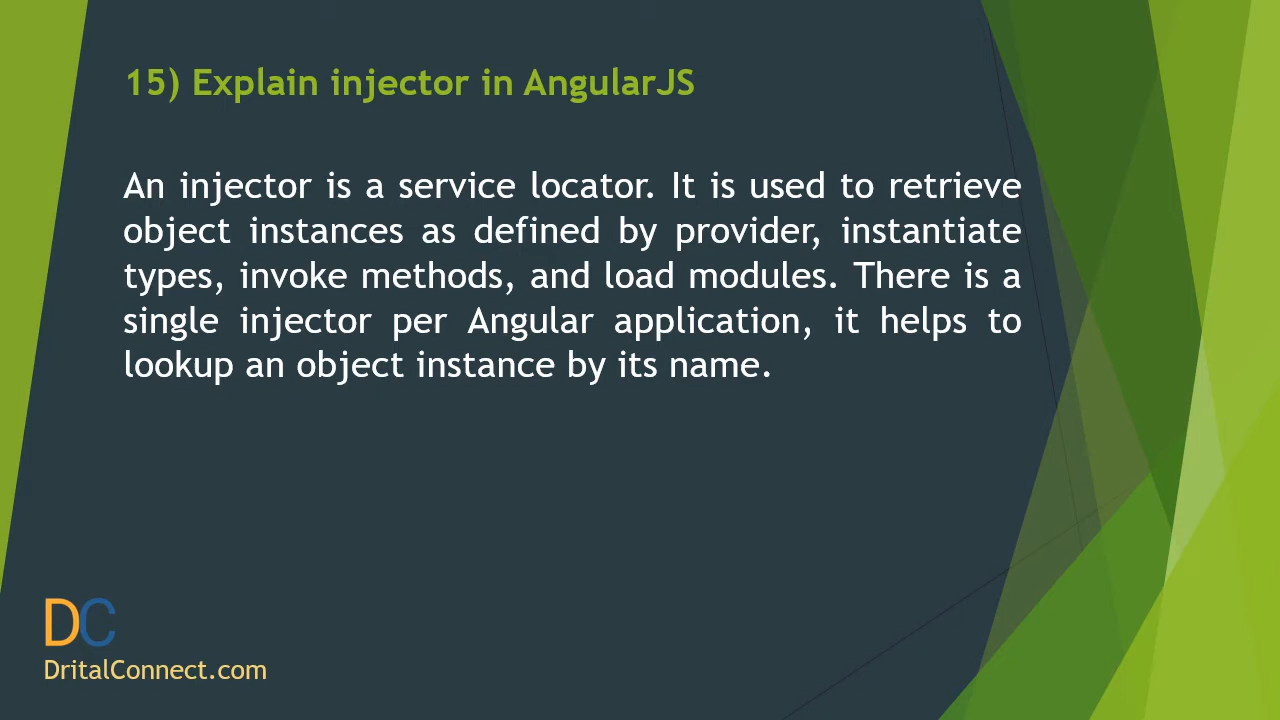 15) Explain injector in AngularJS
An injector is a service locator. It is used to retrieve
object instances as defined by provider, instantiate
types, invoke methods, and load modules. There is a
single injector per Angular application, it helps to
lookup an object instance by its name.
DC
DritalConnect.com